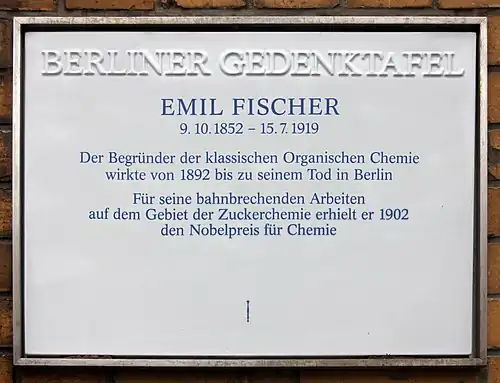 BERLINER GEDENKTAFEL
EMIL FISCHER
9. 10. 1852 – 15. 7. 1919
Der Begründer der klassischen Organischen Chemie
wirkte von 1892 bis zu seinem Tod in Berlin
Für seine bahnbrechenden Arbeiten
auf dem Gebiet der Zuckerchemie erhielt er 1902
den Nobelpreis für Chemie